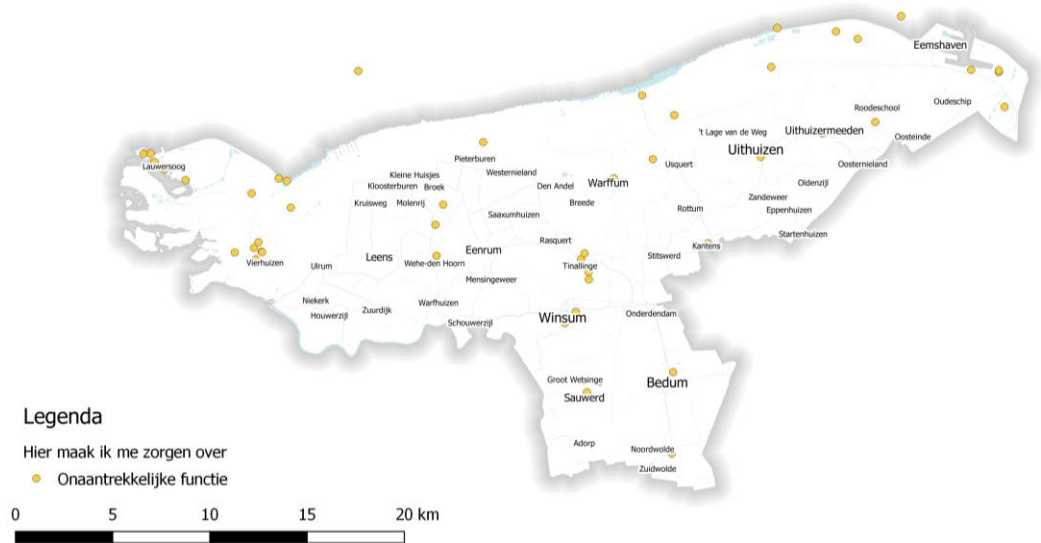 Eemshaven
Oudeschip
Roodeschool
't Lage van de Weg
Uithuizermeeden
Oosteinde
Uithuizen
Lauwersoog
Pieterburen
Usquert
Oosternieland
Westernieland
Kleine Huisjes
Kloosterburen
Broek
Den Andel
Warffum
Oldenzijl
Zandeweer
Kruisweg
Molenrij
Breede
Rottum
Eppenhuizen
Saaxumhuizen
Startenhuizen
Rasquert
Kantens
Eenrum
Leens
Stitswerd
Vierhuizen
Ulrum
Wehe-den Hoorn
Tinallinge
Mensingeweer
Niekerk
Warfhuizen
Houwerzijl
Zuurdijk
Onderdendam
Winsum
Schouwerzijl
Groot Wetsinge
Bedum
Sauwerd
Adorp
Noordwolde
Zuidwolde
Legenda
Hier maak ik me zorgen over
Onaantrekkelijke functie
0 5 10 15 20 km